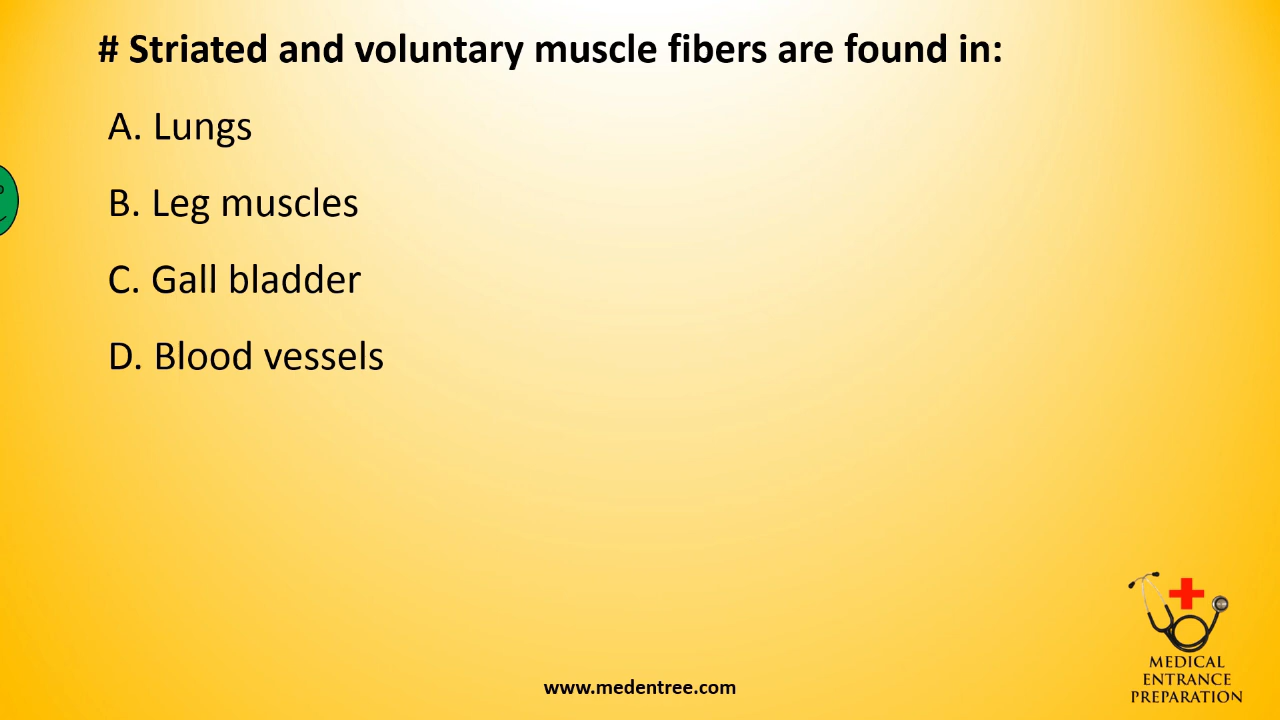 # Striated and voluntary muscle fibers are found in:
A. Lungs
B. Leg muscles
C. Gall bladder
D. Blood vessels
www.medentree.com
MEDICAL
ENTRANCE
PREPARATION